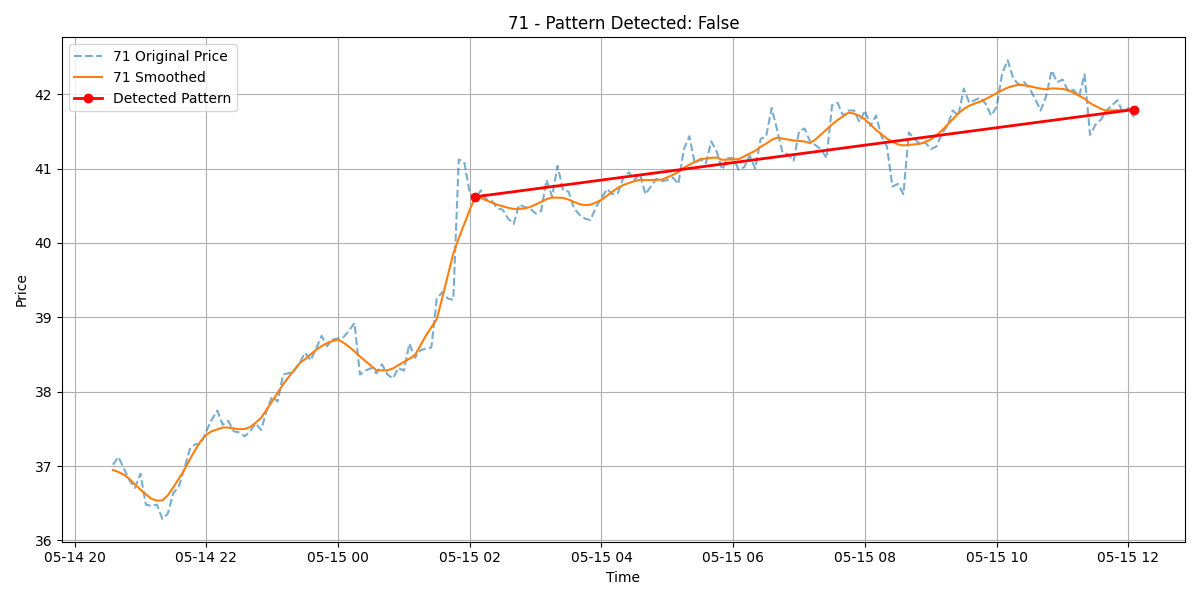 71 - Pattern Detected: False
71 Original Price
71 Smoothed
Detected Pattern
Price
42
41
40
39
38
37
36
05-14 20
05-14 22
05-15 00
05-15 02
05-15 04
05-15 06
05-15 08
05-15 10
05-15 12
Time